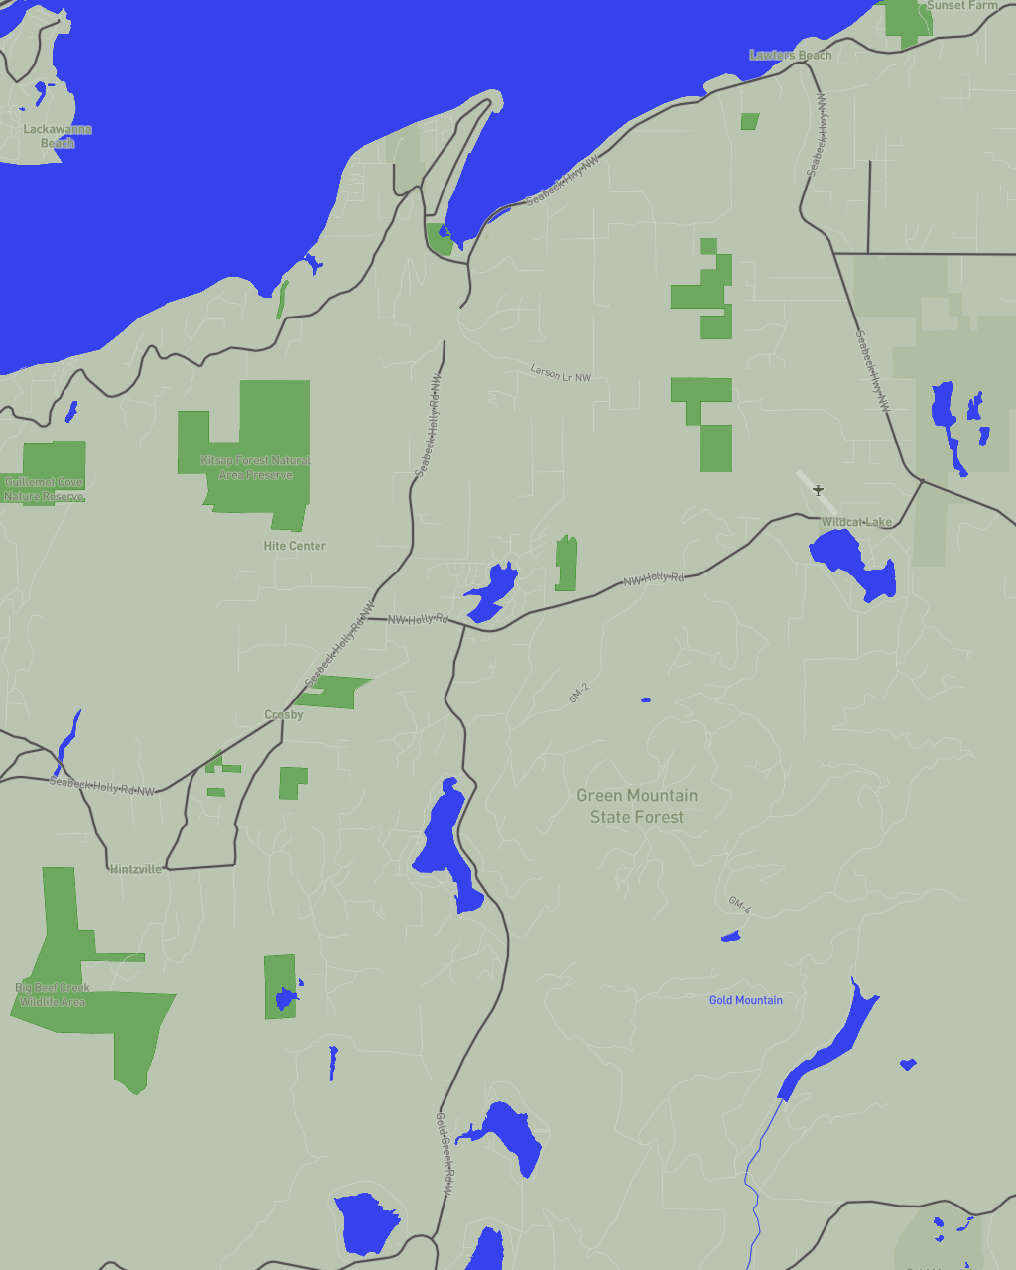 Sunset Farm
Lawlers Beach
Lackawanna
Beach
Seabeck Hwy NW
Seabeck Hwy NW
Seabeck Hwy NW
Larson Lr NW
Seabeck-Holly Rd NW
Kitsap Forest Natural
Area Preserve
Guillemot Cove
Nature Reserve
Wildcat Lake
Hite Center
NW Holly Rd
NW Holly Rd
Seabeck-Holly Rd NW
GM-2
Crosby
Seabeck Holly Rd NW
Green Mountain
State Forest
Hintzville
GM-4
Big Beef Creek
Wildlife Area
Gold Mountain
Gold Creek Rd W